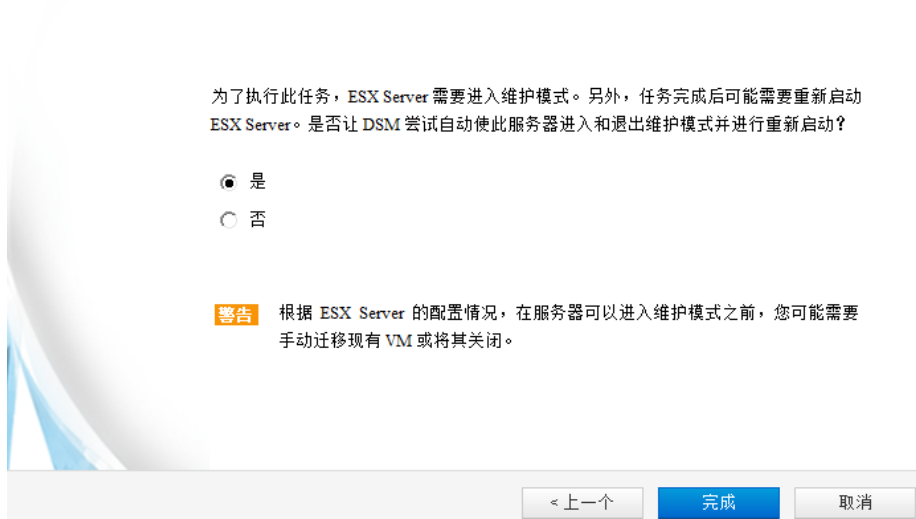 为了执行此任务，ESX Server 需要进入维护模式。另外，任务完成后可能需要重新启动
ESX Server。是否让 DSM 尝试自动使此服务器进入和退出维护模式并进行重新启动？
是
否
警告 根据 ESX Server 的配置情况，在服务器可以进入维护模式之前，您可能需要
手动迁移现有 VM 或将其关闭。
<上一个 完成 取消